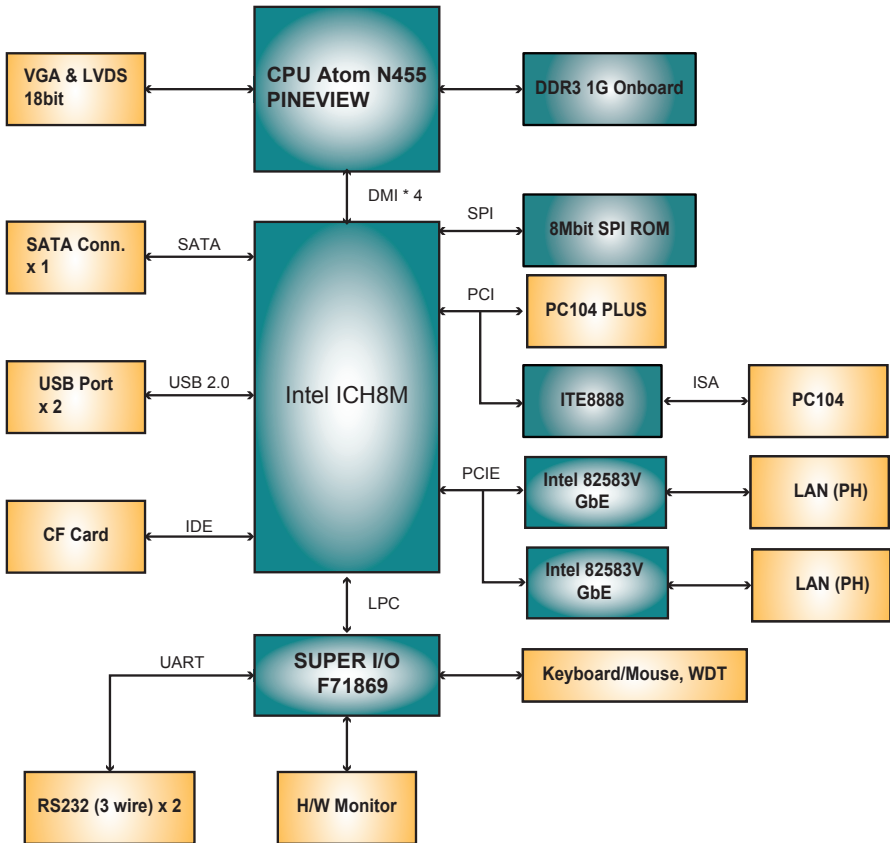 VGA & LVDS
18bit
CPU Atom N455
PINEVIEW
DDR3 1G Onboard
DMI * 4
SPI
8Mbit SPI ROM
SATA Conn.
x 1
SATA
PCI
PC104 PLUS
USB Port
x 2
USB 2.0
Intel ICH8M
ITE8888
ISA
PC104
PCIE
Intel 82583V
GbE
LAN (PH)
CF Card
IDE
Intel 82583V
GbE
LAN (PH)
LPC
UART
SUPER I/O
F71869
Keyboard/Mouse, WDT
RS232 (3 wire) x 2
H/W Monitor